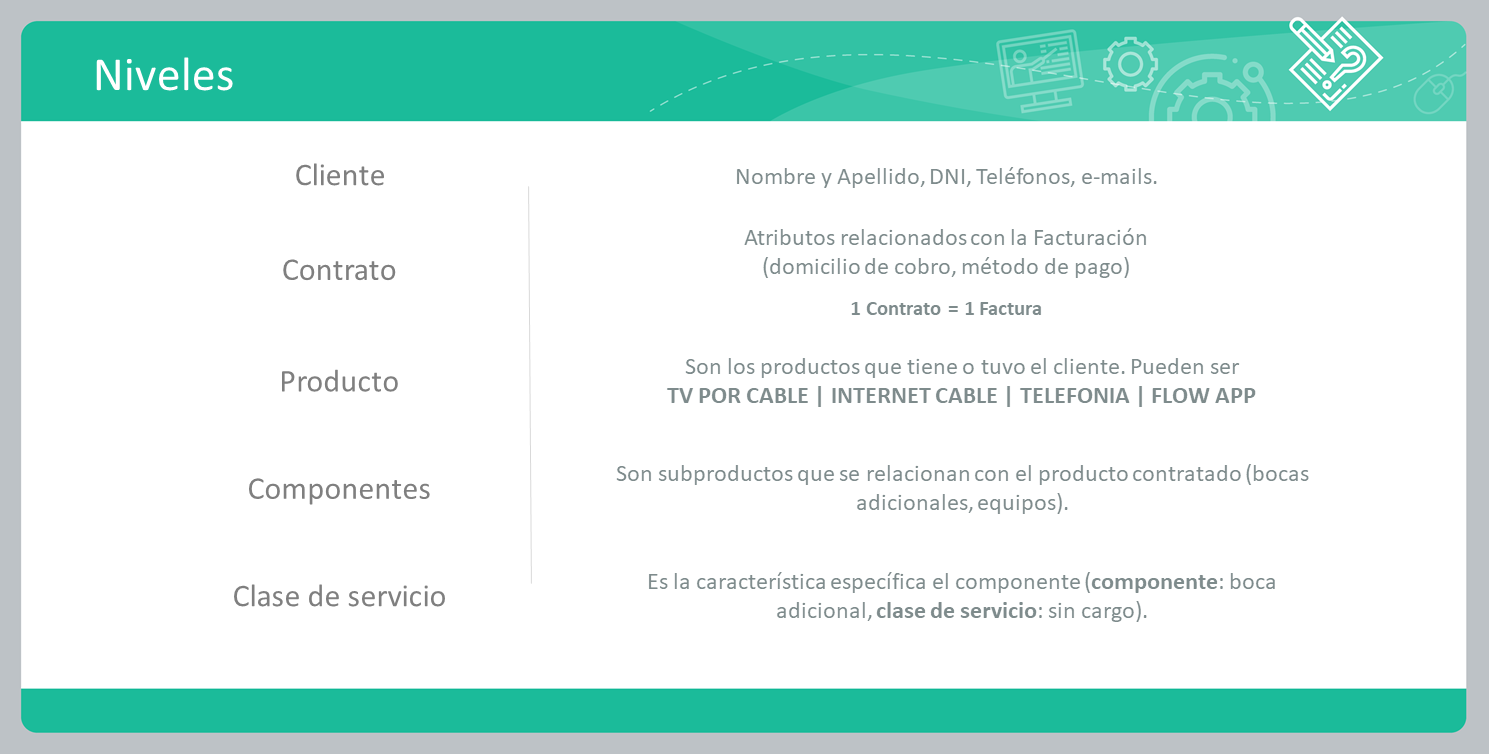 Niveles
Cliente
Nombre y Apellido, DNI, Teléfonos, e-mails.
Contrato
Atributos relacionados con la Facturación
(domicilio de cobro, método de pago)
1 Contrato = 1 Factura
Producto
Son los productos que tiene o tuvo el cliente. Pueden ser
TV POR CABLE | INTERNET CABLE | TELEFONIA | FLOW APP
Componentes
Son subproductos que se relacionan con el producto contratado (bocas
adicionales, equipos).
Clase de servicio
Es la característica específica el componente (componente: boca
adicional, clase de servicio: sin cargo).